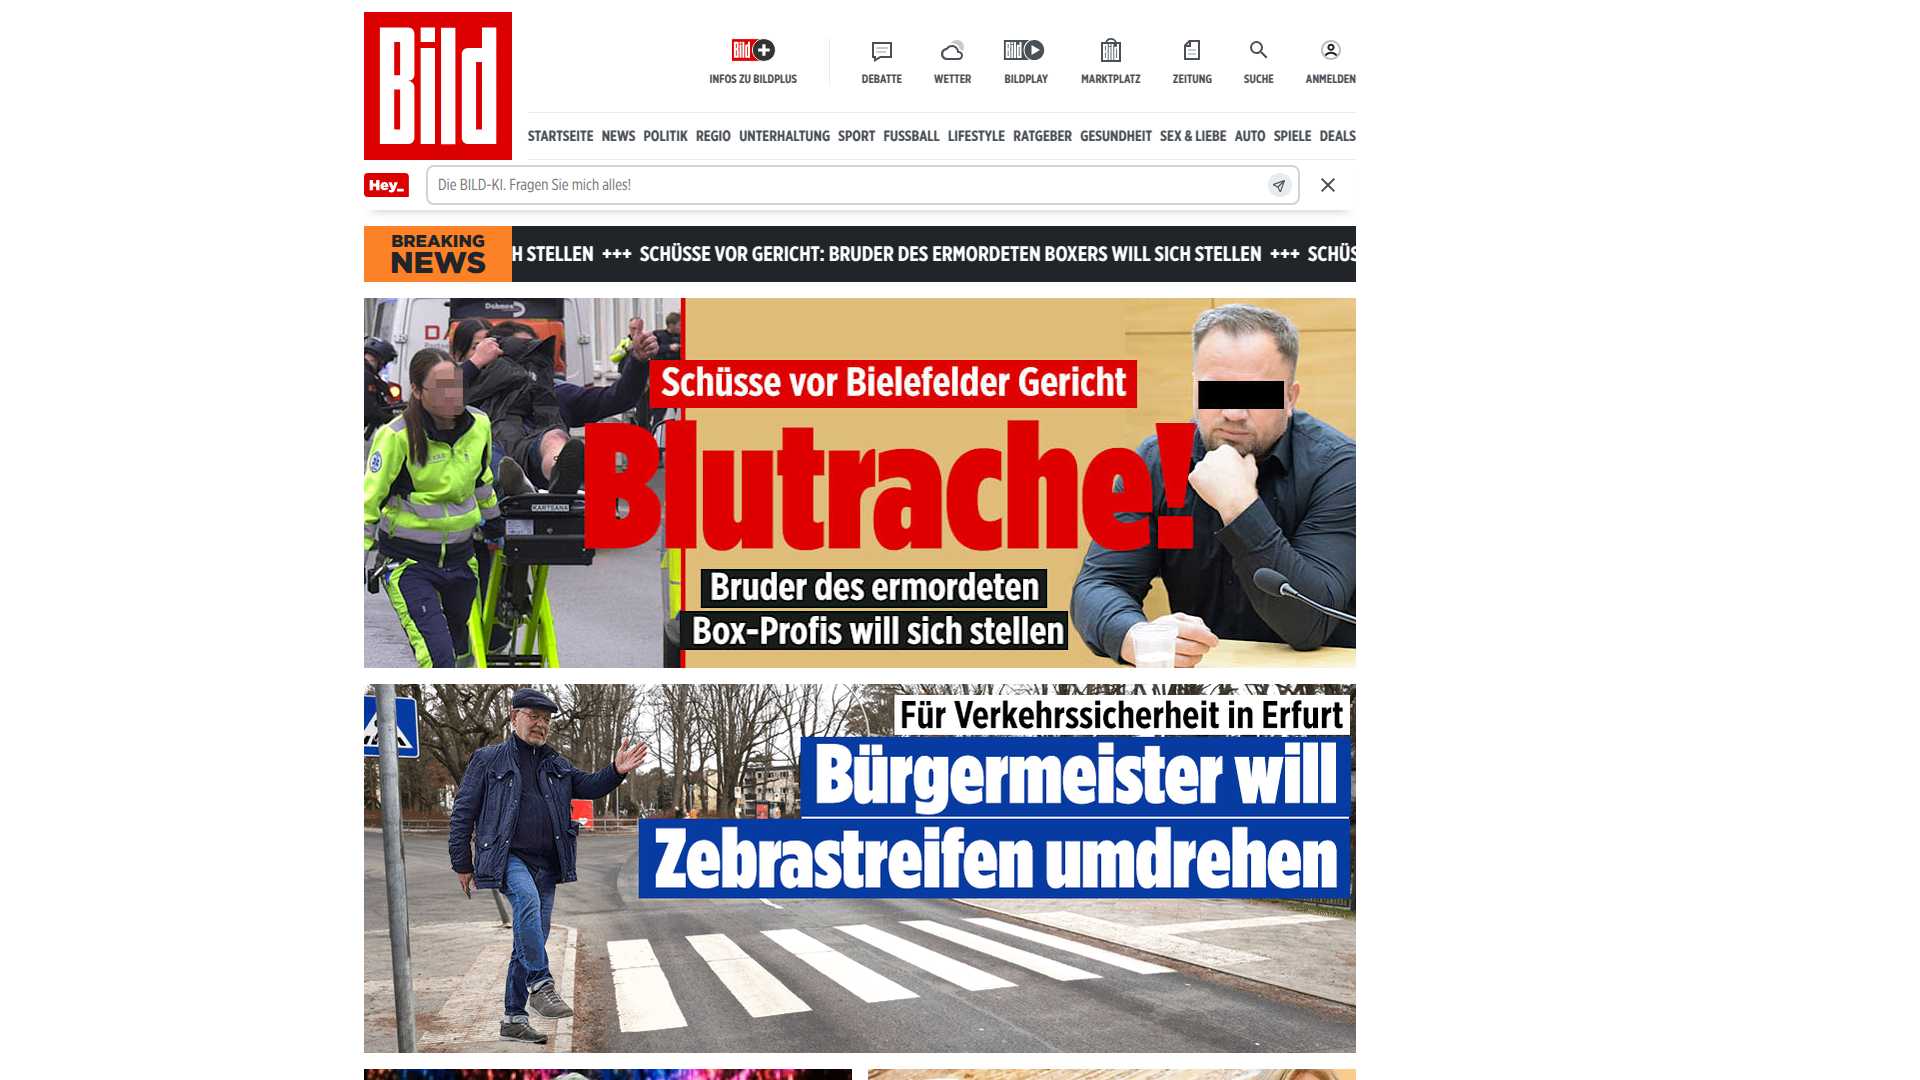 Bild
INFOS ZU BILDPLUS
DEBATTE
WETTER
BILDPLAY
MARKTPLATZ
ZEITUNG
SUCHE
ANMELDEN
STARTSEITE NEWS POLITIK REGIO UNTERHALTUNG SPORT FUSSBALL LIFESTYLE RATGEBER GESUNDHEIT SEX & LIEBE AUTO SPIELE DEALS
Hey_
Die BILD-KI. Fragen Sie mich alles!
BREAKING
NEWS
H STELLEN +++ SCHÜSSE VOR GERICHT: BRUDER DES ERMORDETEN BOXERS WILL SICH STELLEN +++ SCHÜS
Schüsse vor Bielefelder Gericht
Blutrache!
Bruder des ermordeten
Box-Profis will sich stellen
Für Verkehrssicherheit in Erfurt
Bürgermeister will
Zebrastreifen umdrehen